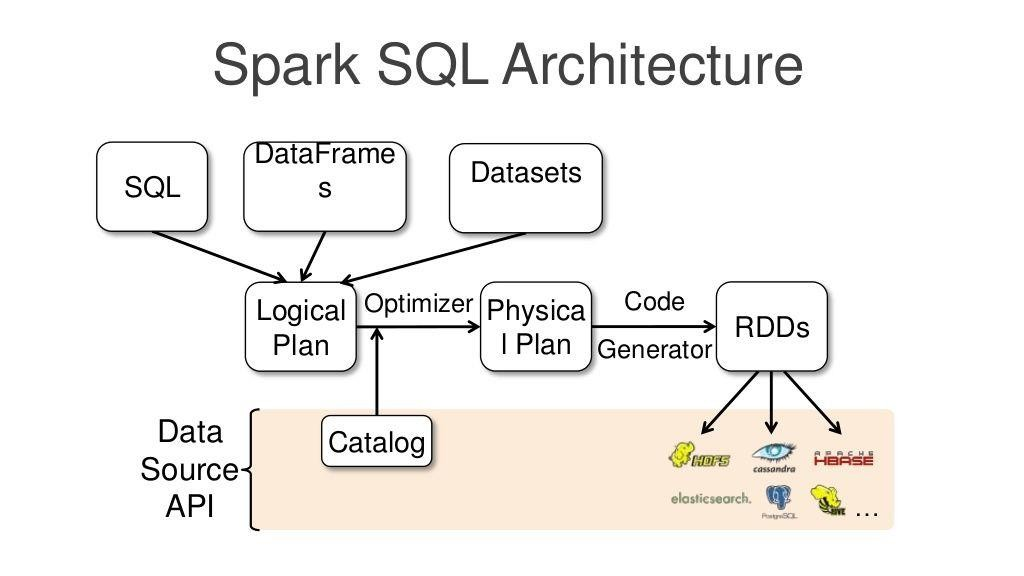 Spark SQL Architecture
SQL
DataFrame
s
Datasets
Logical
Plan
Optimizer
Physica
l Plan
Code
Generator
RDDs
Data
Source
API
Catalog
HDFS
cassandra
APACHE
HBASE
elasticsearch.
PostgreSQL
HIVE
...